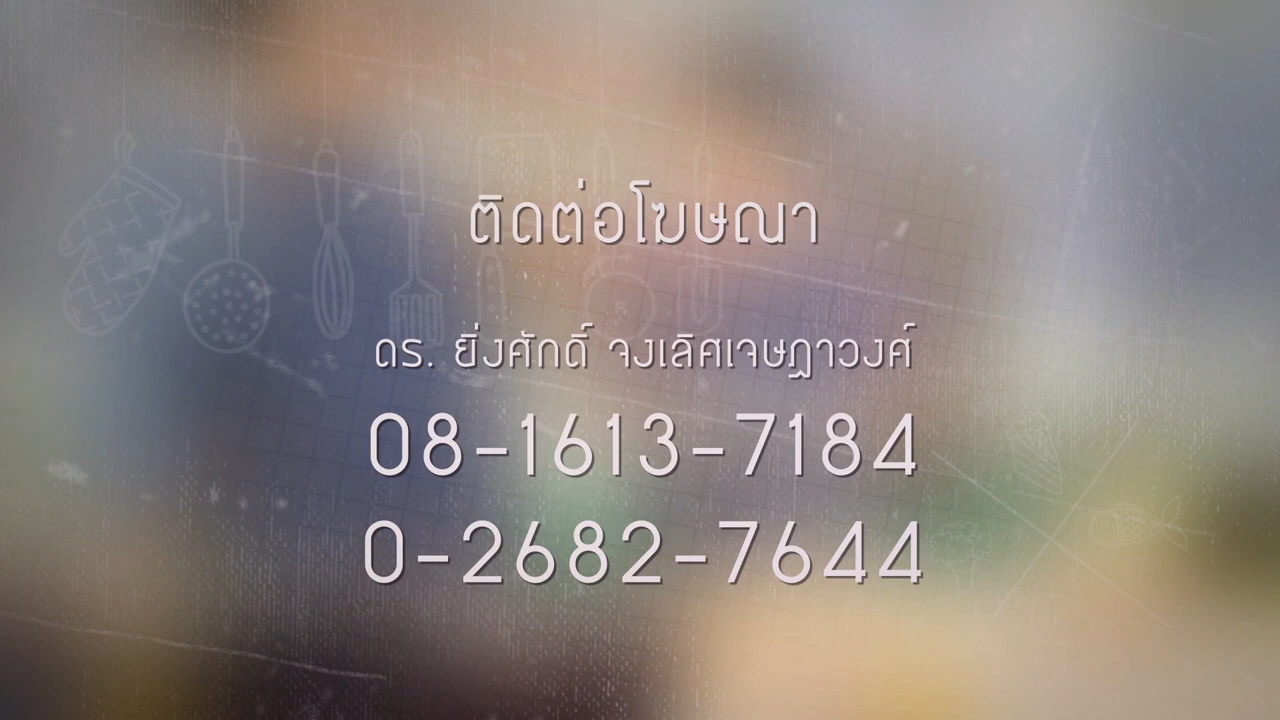 ติดต่อโฆษณา
ดร. ยิ่งศักดิ์ จงเลิศเจษฎาวงศ์
08-1613-7184
0-2682-7644